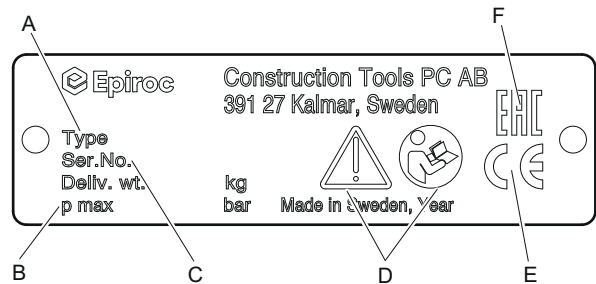 A
F
Epiroc
Construction Tools PC AB
391 27 Kalmar, Sweden
EAC
Type
Ser.No.
CE
Deliv. wt. kg
p max bar Made in Sweden, Year
B
C
D
E